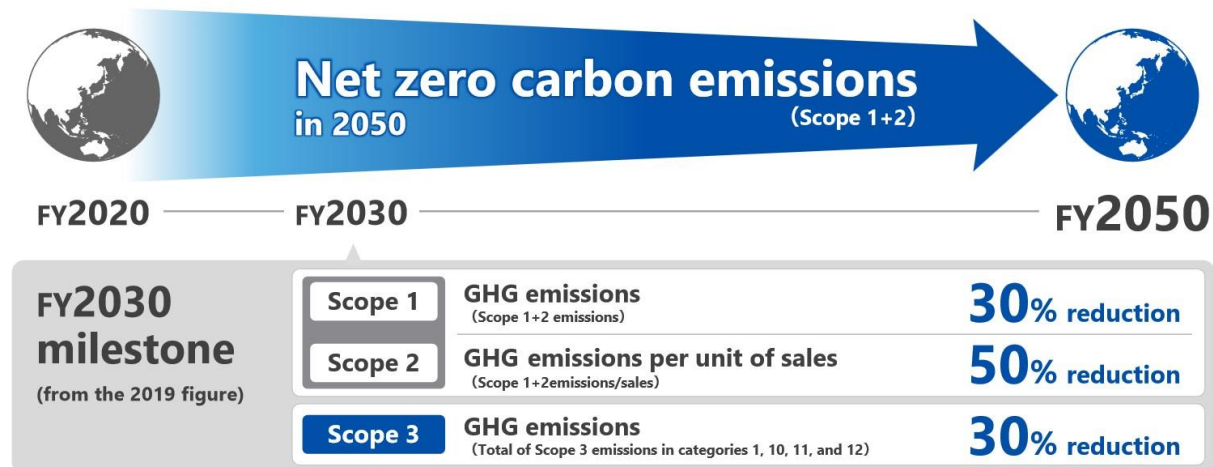 Net zero carbon emissions
in 2050
(Scope 1+2)
FY2020
FY2030
FY2050
FY2030
milestone
(from the 2019 figure)
Scope 1
GHG emissions
(Scope 1+2 emissions)
30% reduction
Scope 2
GHG emissions per unit of sales
(Scope 1+2emissions/sales)
50% reduction
Scope 3
GHG emissions
(Total of Scope 3 emissions in categories 1, 10, 11, and 12)
30% reduction